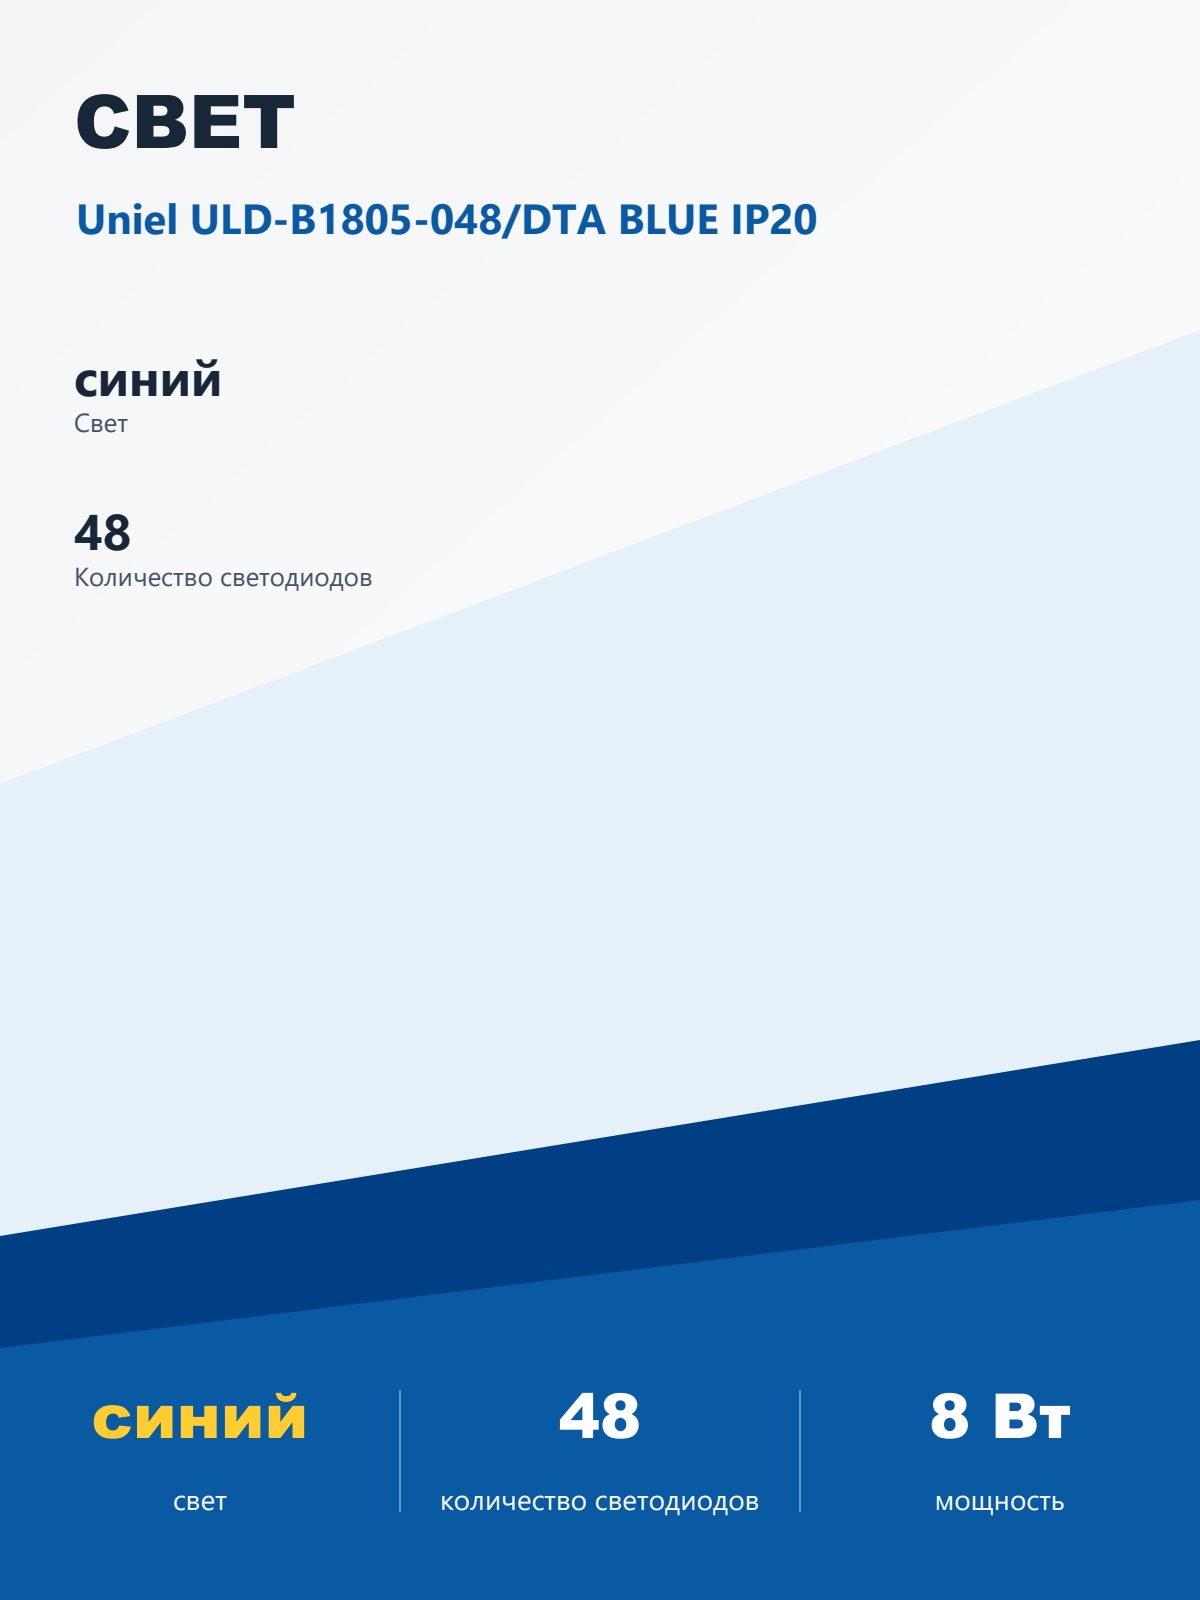 СВЕТ
Uniel ULD-B1805-048/DTA BLUE IP20
синий
Свет
48
Количество светодиодов
синий
свет
48
количество светодиодов
8 Вт
мощность